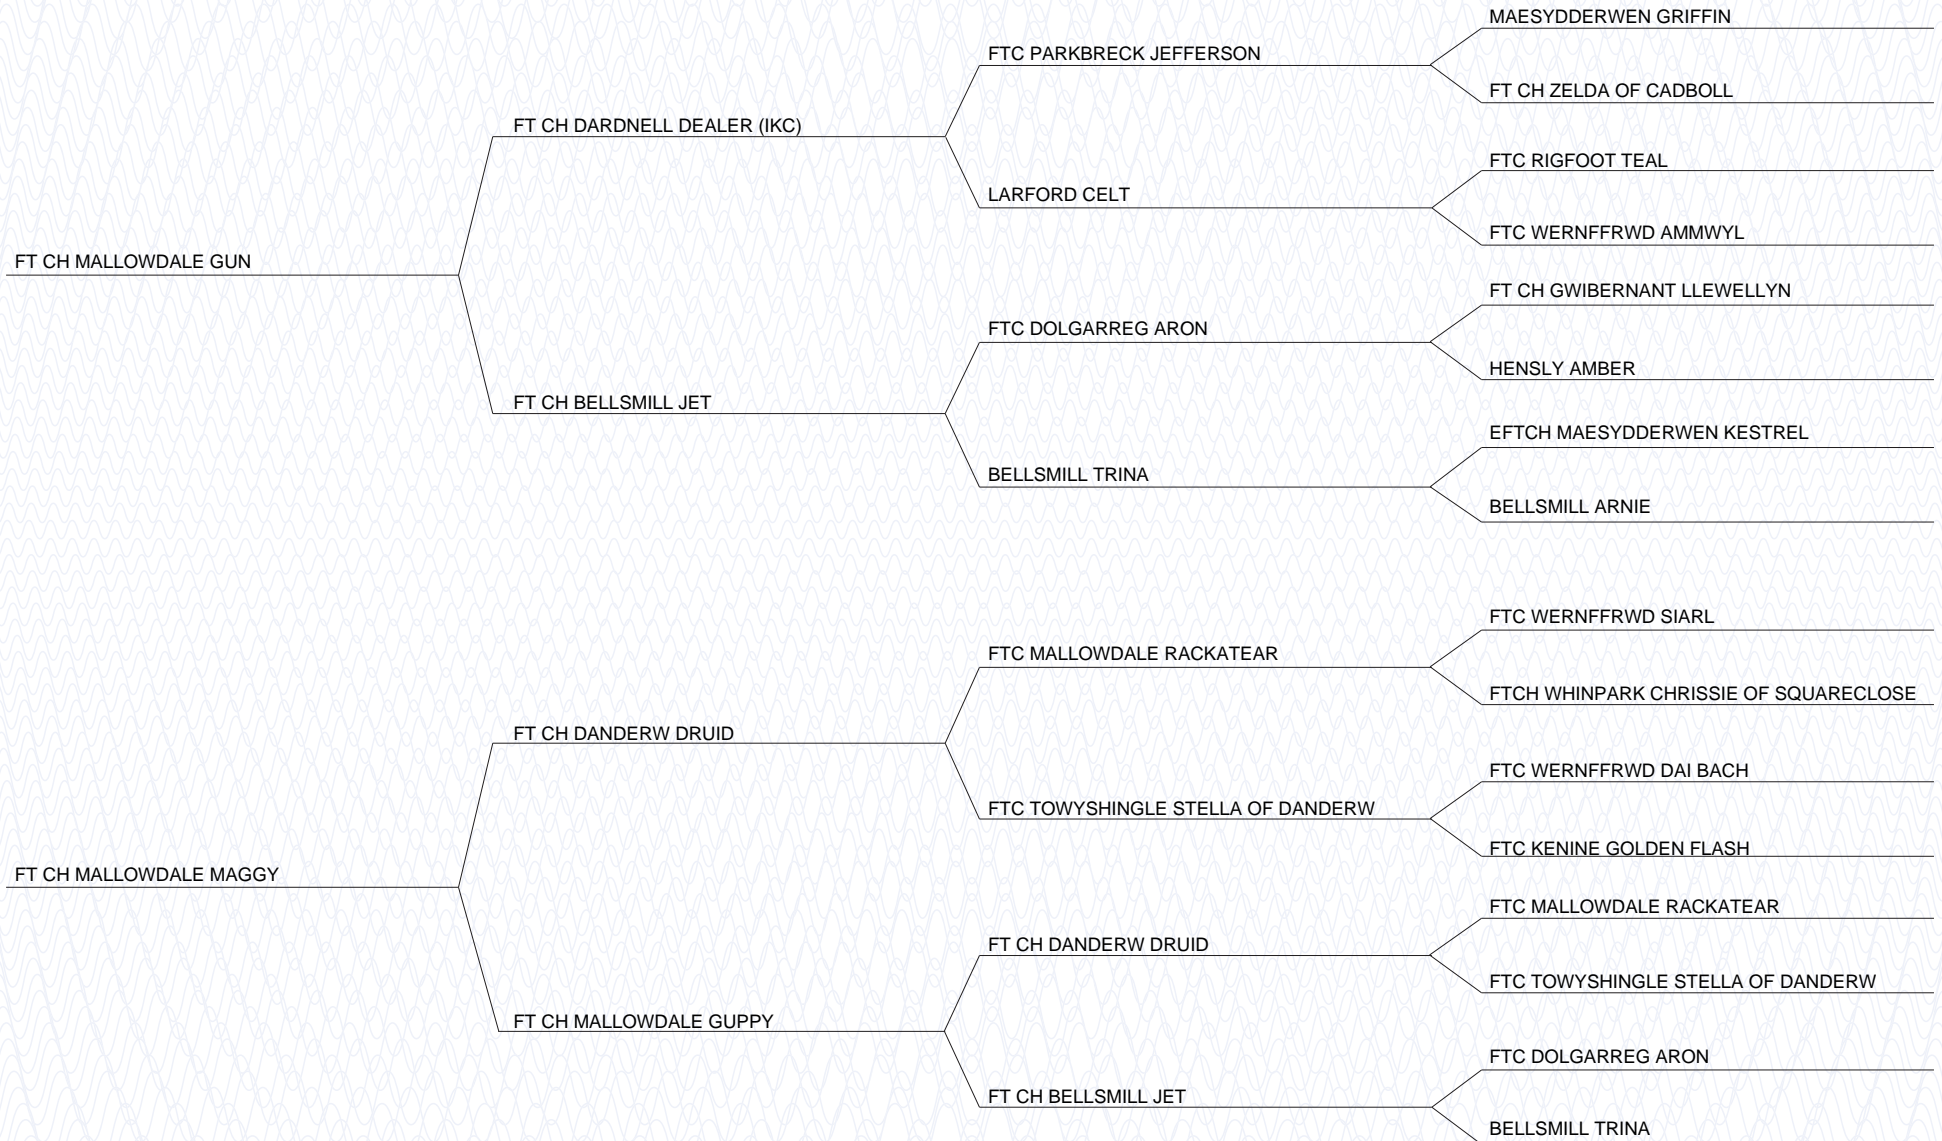 MAESYDDERWEN GRIFFIN
FTC PARKBRECK JEFFERSON
FT CH ZELDA OF CADBOLL
FT CH DARDNELL DEALER (IKC)
FTC RIGFOOT TEAL
LARFORD CELT
FTC WERNFFRWD AMMWYL
FT CH MALLOWDALE GUN
FT CH GWIBERNANT LLEWELLYN
FTC DOLGARREG ARON
HENSLY AMBER
FT CH BELLSMILL JET
EFTCH MAESYDDERWEN KESTREL
BELLSMILL TRINA
BELLSMILL ARNIE
FTC WERNFFRWD SIARL
FTC MALLOWDALE RACKATEAR
FTCH WHINPARK CHRISSIE OF SQUARECLOSE
FT CH DANDERW DRUID
FTC WERNFFRWD DAI BACH
FTC TOWYSHINGLE STELLA OF DANDERW
FTC KENINE GOLDEN FLASH
FT CH MALLOWDALE MAGGY
FTC MALLOWDALE RACKATEAR
FT CH DANDERW DRUID
FTC TOWYSHINGLE STELLA OF DANDERW
FT CH MALLOWDALE GUPPY
FTC DOLGARREG ARON
FT CH BELLSMILL JET
BELLSMILL TRINA